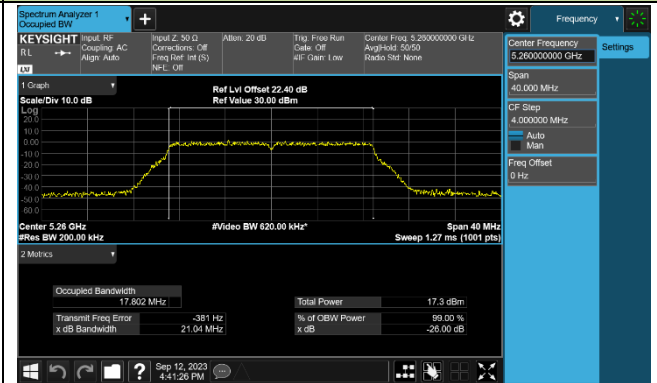 Spectrum Analyzer 1
Occupied BW
+
Frequency
KEYSIGHT
RL
LXI
Input: RF
Coupling: AC
Align: Auto
Input Z: 50 Ω
Corrections: Off
Freq Ref: Int (S)
NFE: Off
Atten: 20 dB
Trig: Free Run
Gate: Off
#IF Gain: Low
Center Freq: 5.260000000 GHz
Avg|Hold: 50/50
Radio Std: None
Center Frequency
5.260000000 GHz
Settings
Span
40.000 MHz
CF Step
4.000000 MHz
Auto
Man
Freq Offset
0 Hz
1 Graph
Scale/Div 10.0 dB
Ref Lvl Offset 22.40 dB
Ref Value 30.00 dBm
Log
20.0
10.0
0.00
-10.0
-20.0
-30.0
-40.0
-50.0
-60.0
Center 5.26 GHz
#Res BW 200.00 kHz
#Video BW 620.00 kHz*
Span 40 MHz
Sweep 1.27 ms (1001 pts)
2 Metrics
Occupied Bandwidth
17.802 MHz
Total Power 17.3 dBm
Transmit Freq Error -381 Hz
% of OBW Power 99.00 %
x dB Bandwidth 21.04 MHz
x dB -26.00 dB
?
Sep 12, 2023
4:41:26 PM